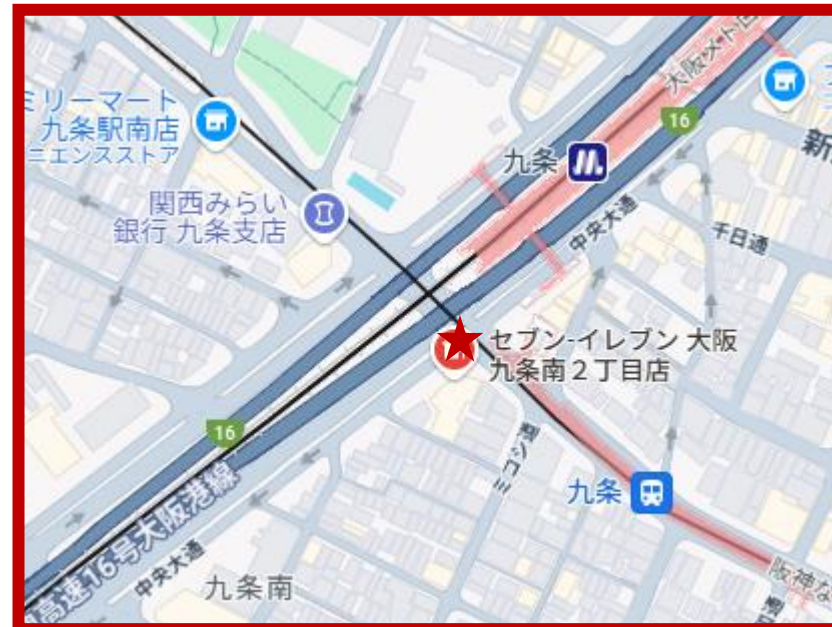 大阪メトロ
ミリーマート
九条駅南店
ニエンスストア
16
九条
新
関西みらい
銀行 九条支店
中央大通
千日通
セブン-イレブン 大阪
九条南2丁目店
16
九条
高速16号大阪港線
中央大通
九条南
阪神な